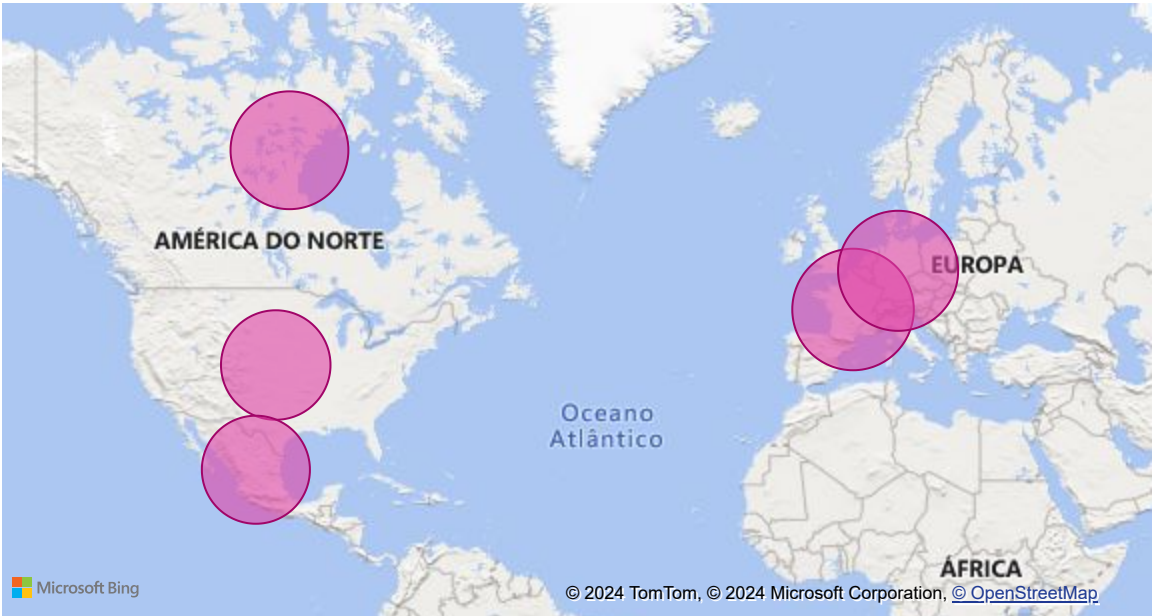 AMÉRICA DO NORTE
EUROPA
Oceano
Atlântico
ÁFRICA
Microsoft Bing
© 2024 TomTom, © 2024 Microsoft Corporation, © OpenStreetMap